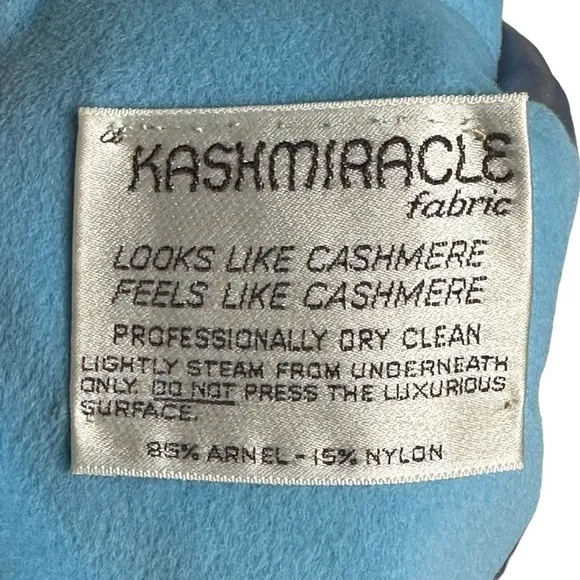 a
KASHMIRACLE
fabric
LOOKS LIKE CASHMERE
FEELS LIKE CASHMERE
PROFESSIONALLY DRY CLEAN
LIGHTLY STEAM FROM UNDERNEATH
ONLY. DO NOT PRESS THE LUXURIOUS
SURFACE.
85% ARNEL - 15% NYLON